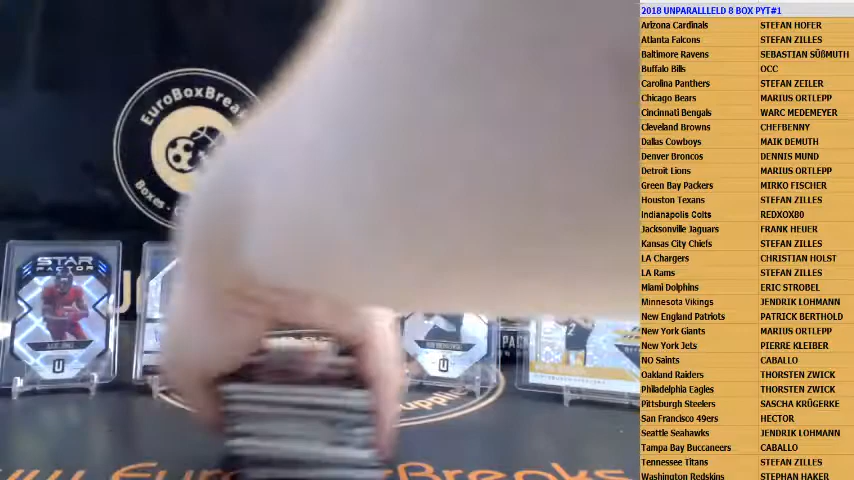 2018 UNPARALLLELD 8 BOX PYT#1
Arizona Cardinals STEFAN HOFER
Atlanta Falcons STEFAN ZILLES
Baltimore Ravens SEBASTIAN SÜßMUTH
Buffalo Bills OCC
Carolina Panthers STEFAN ZEILER
Chicago Bears MARIUS ORTLEPP
Cincinnati Bengals WARC MEDEMEYER
Cleveland Browns CHEFBENNY
Dallas Cowboys MAIK DEMUTH
Denver Broncos DENNIS MUND
Detroit Lions MARIUS ORTLEPP
Green Bay Packers MIRKO FISCHER
Houston Texans STEFAN ZILLES
Indianapolis Colts REDXOX80
Jacksonville Jaguars FRANK HEUER
Kansas City Chiefs STEFAN ZILLES
LA Chargers CHRISTIAN HOLST
LA Rams STEFAN ZILLES
Miami Dolphins ERIC STROBEL
Minnesota Vikings JENDRIK LOHMANN
New England Patriots PATRICK BERTHOLD
New York Giants MARIUS ORTLEPP
New York Jets PIERRE KLEIBER
NO Saints CABALLO
Oakland Raiders THORSTEN ZWICK
Philadelphia Eagles THORSTEN ZWICK
Pittsburgh Steelers SASCHA KRÜGERKE
San Francisco 49ers HECTOR
Seattle Seahawks JENDRIK LOHMANN
Tampa Bay Buccaneers CABALLO
Tennessee Titans STEFAN ZILLES
Washington Redskins STEPHAN HAKER
EuroBoxBreaks
Boxes
STAR
FACTOR
U
www.EuroBoxBreaks